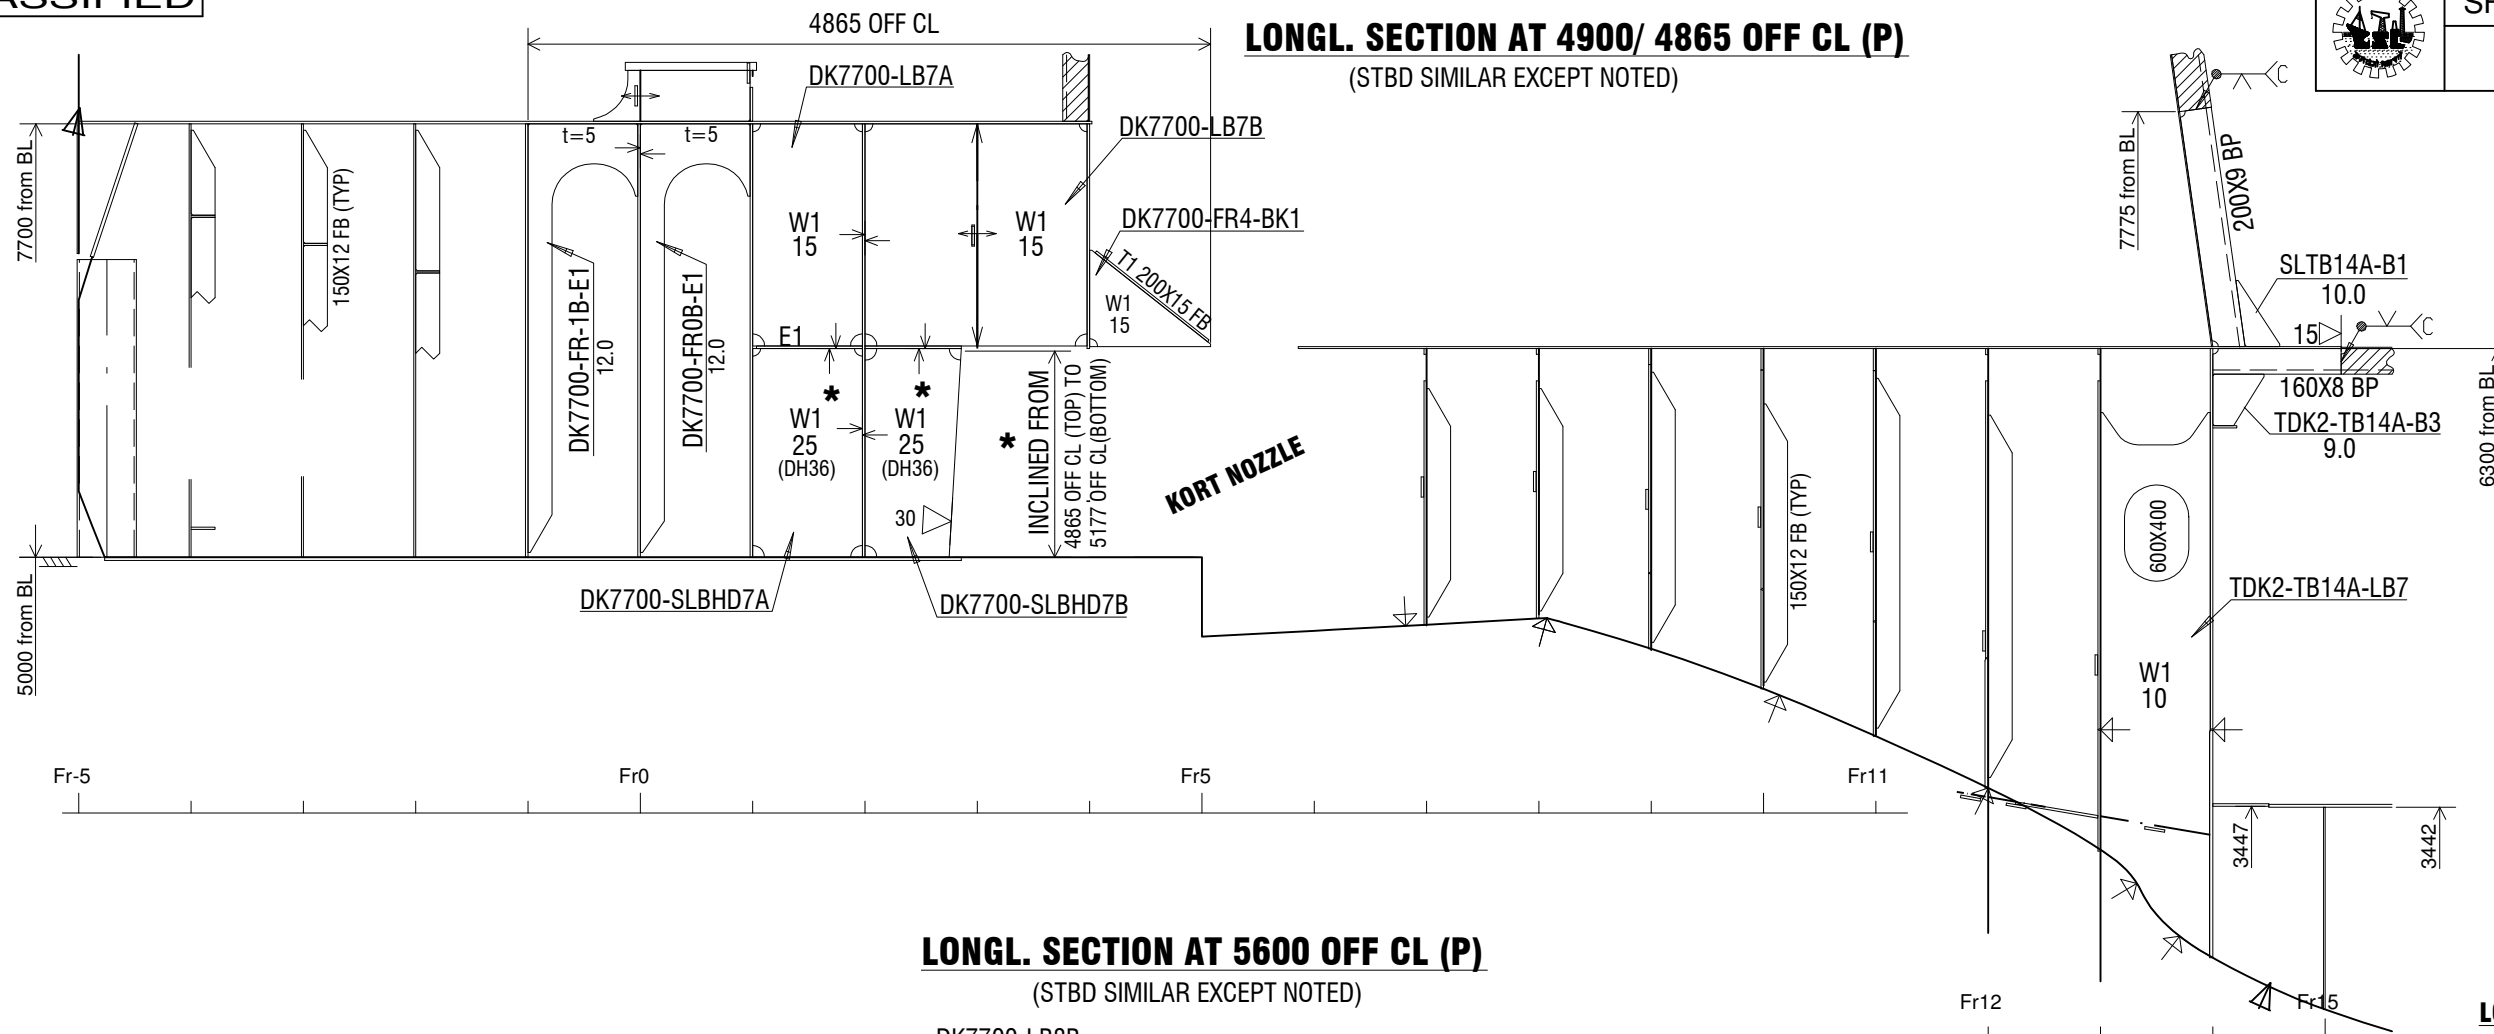 4865 OFF CL
LONGL. SECTION AT 4900/ 4865 OFF CL (P)
(STBD SIMILAR EXCEPT NOTED)
DK7700-LB7A
DK7700-LB7B
t=5
t=5
7700 from BL
150X12 FB (TYP)
DK7700-FR-1B-E1
12.0
DK7700-FR0B-E1
12.0
W1
15
W1
15
DK7700-FR4-BK1
T1 200X15 FB
W1
15
E1
*
*
*
W1
25
(DH36)
W1
25
(DH36)
30
INCLINED FROM
4865 OFF CL (TOP) TO
5177 OFF CL(BOTTOM)
KORT NOZZLE
7775 from BL
200X9 BP
C
SLTB14A-B1
10.0
15
C
160X8 BP
TDK2-TB14A-B3
9.0
6300 from BL
150X12 FB (TYP)
600X400
TDK2-TB14A-LB7
W1
10
5000 from BL
DK7700-SLBHD7A
DK7700-SLBHD7B
Fr-5
Fr0
Fr5
Fr11
3447
3442
LONGL. SECTION AT 5600 OFF CL (P)
(STBD SIMILAR EXCEPT NOTED)
Fr12
Fr15